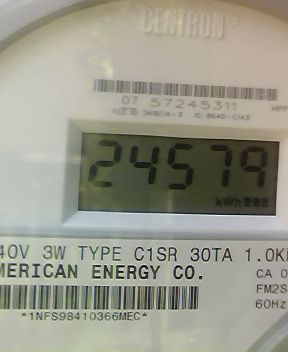 CENTRON®
07 57245311
24579
kWh
40V 3W TYPE C1SR 30TA 1.0K
MERICAN ENERGY CO.
CA 0
FM2S
60Hz
*1NFS98410366MEC*